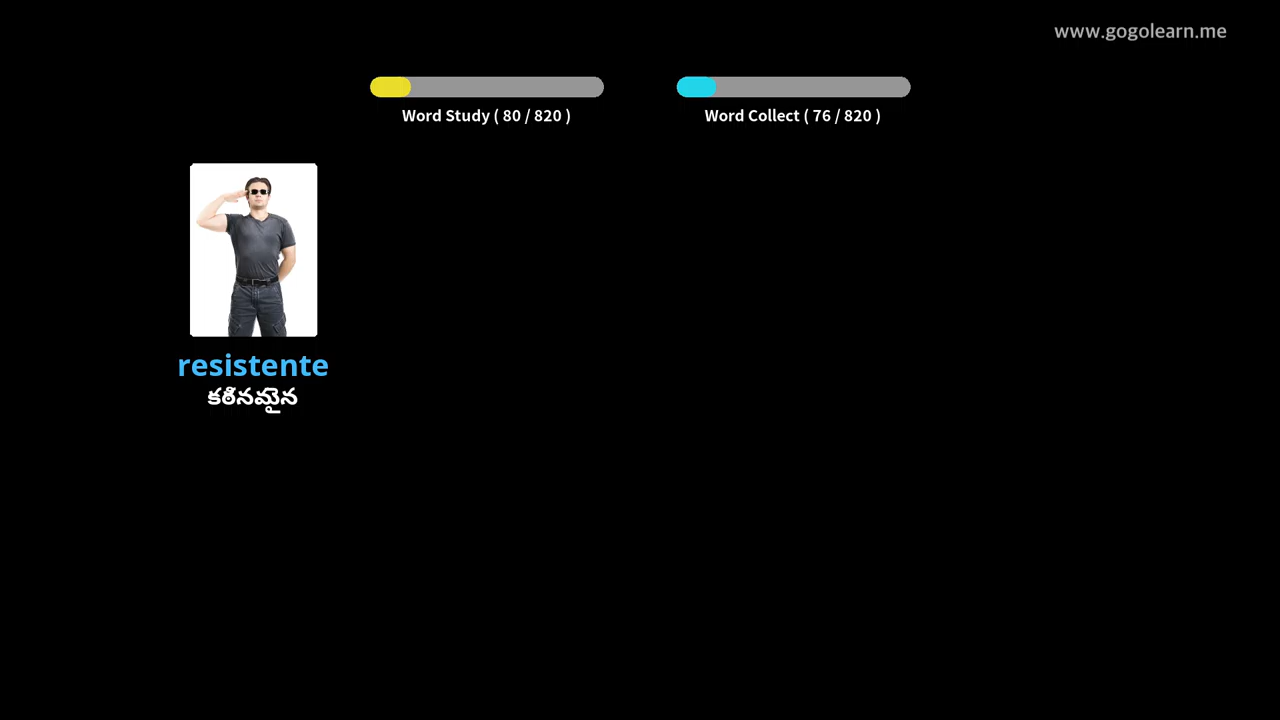 www.gogolearn.me
Word Study ( 80 / 820 )
Word Collect ( 76 / 820 )
resistente
కఠినమైన